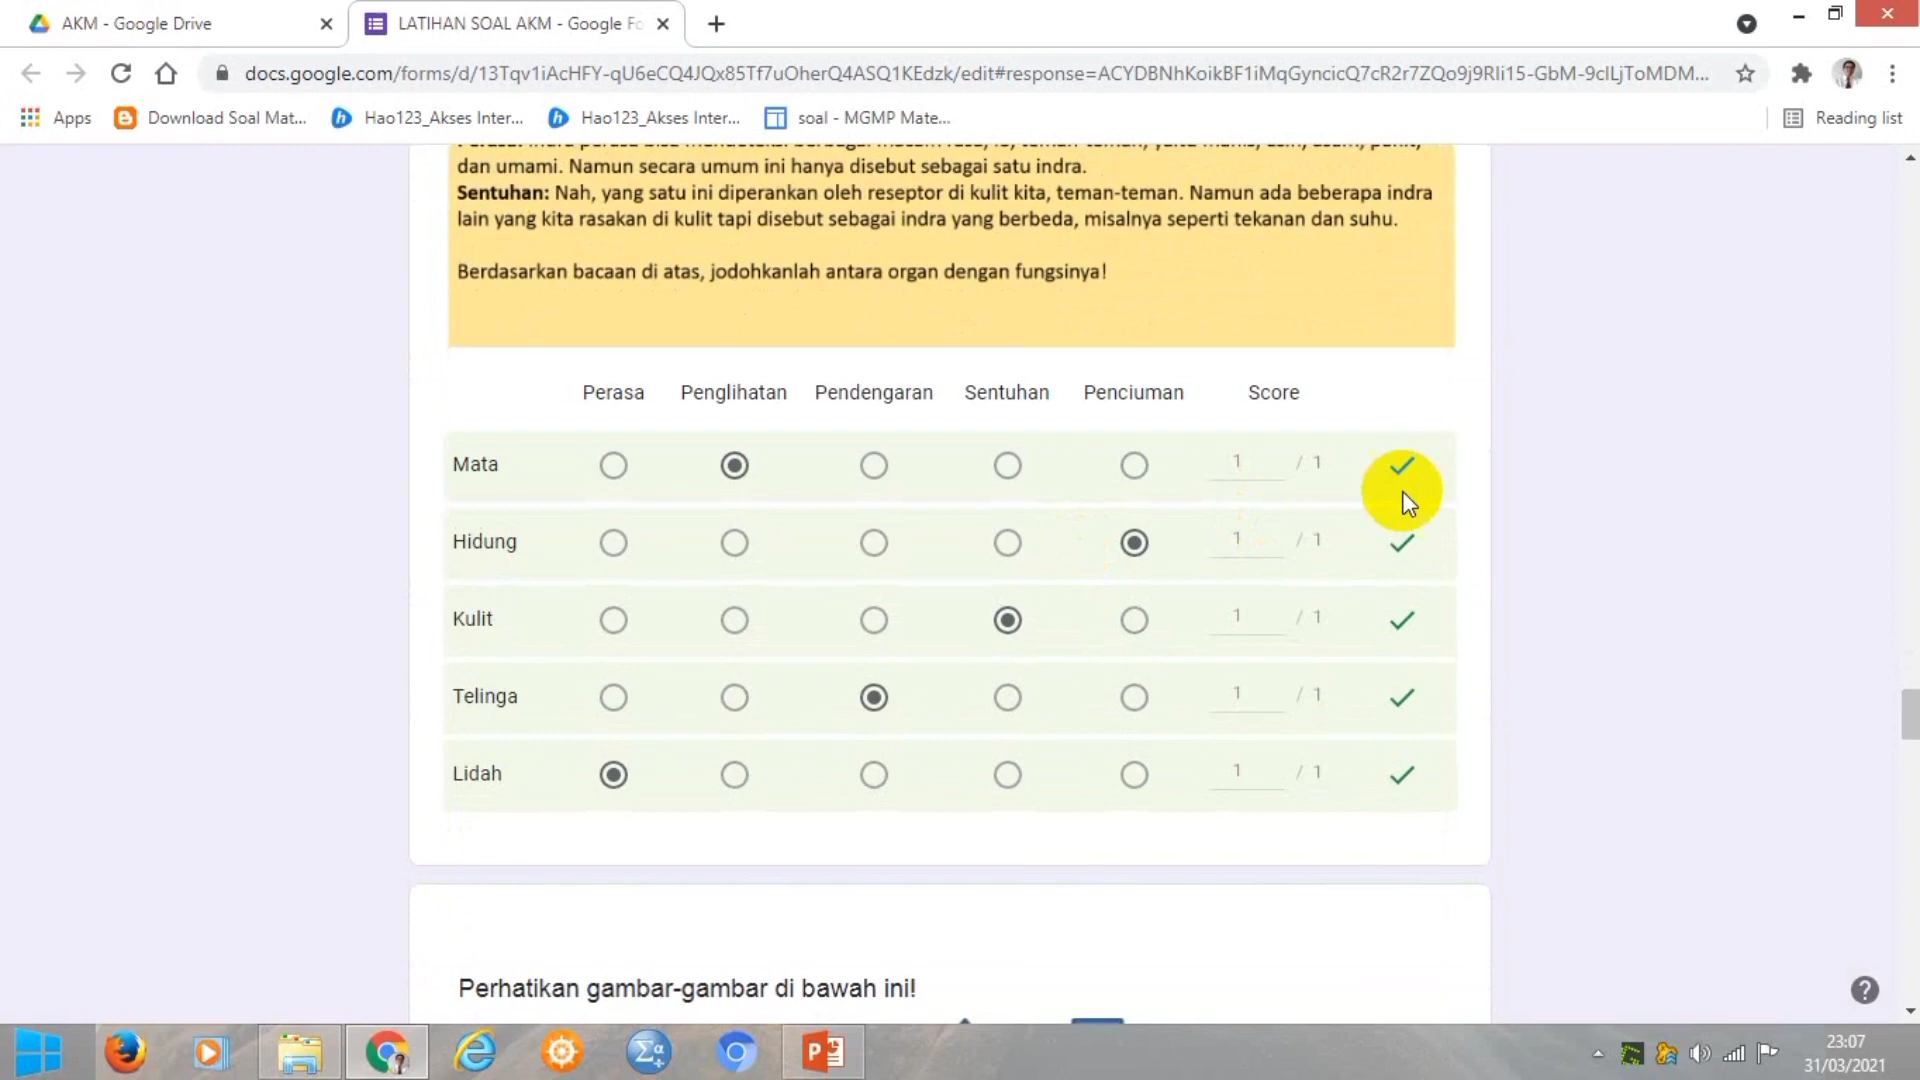 AKM - Google Drive
LATIHAN SOAL AKM - Google Fo
docs.google.com/forms/d/13Tqv1iAcHFY-qU6eCQ4JQx85Tf7uOherQ4ASQ1KEdzk/edit#response=ACYDBNhKoikBF1iMqGyncicQ7cR2r7ZQo9j9Rli15-GbM-9clLjToMDM...
Apps
Download Soal Mat...
Hao123_Akses Inter...
Hao123_Akses Inter...
soal - MGMP Mate...
Reading list
dan umami. Namun secara umum ini hanya disebut sebagai satu indra.
Sentuhan: Nah, yang satu ini diperankan oleh reseptor di kulit kita, teman-teman. Namun ada beberapa indra
lain yang kita rasakan di kulit tapi disebut sebagai indra yang berbeda, misalnya seperti tekanan dan suhu.
Berdasarkan bacaan di atas, jodohkanlah antara organ dengan fungsinya!
Perasa Penglihatan Pendengaran Sentuhan Penciuman Score
Mata 1 / 1
Hidung 1 / 1
Kulit 1 / 1
Telinga 1 / 1
Lidah 1 / 1
Perhatikan gambar-gambar di bawah ini!
23:07
31/03/2021